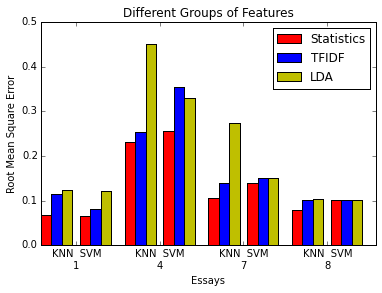 Different Groups of Features
Root Mean Square Error
0.5
0.4
0.3
0.2
0.1
0.0
Statistics
TFIDF
LDA
KNN SVM KNN SVM KNN SVM KNN SVM
1 4 7 8
Essays